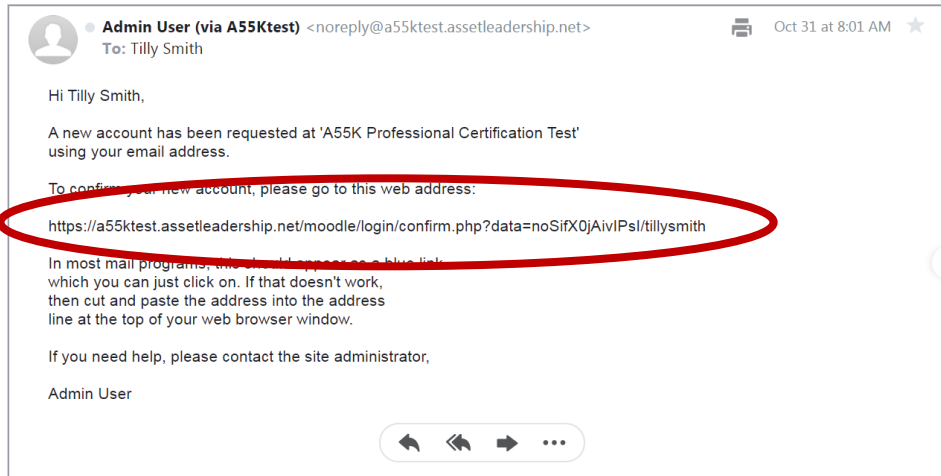 Admin User (via A55Ktest) <noreply@a55ktest.assetleadership.net> Oct 31 at 8:01 AM
To: Tilly Smith
Hi Tilly Smith,
A new account has been requested at 'A55K Professional Certification Test'
using your email address.
To confirm your new account, please go to this web address:
https://a55ktest.assetleadership.net/moodle/login/confirm.php?data=noSifX0jAivIPsI/tillysmith
In most mail programs, this should appear as a blue link
which you can just click on. If that doesn't work,
then cut and paste the address into the address
line at the top of your web browser window.
If you need help, please contact the site administrator,
Admin User